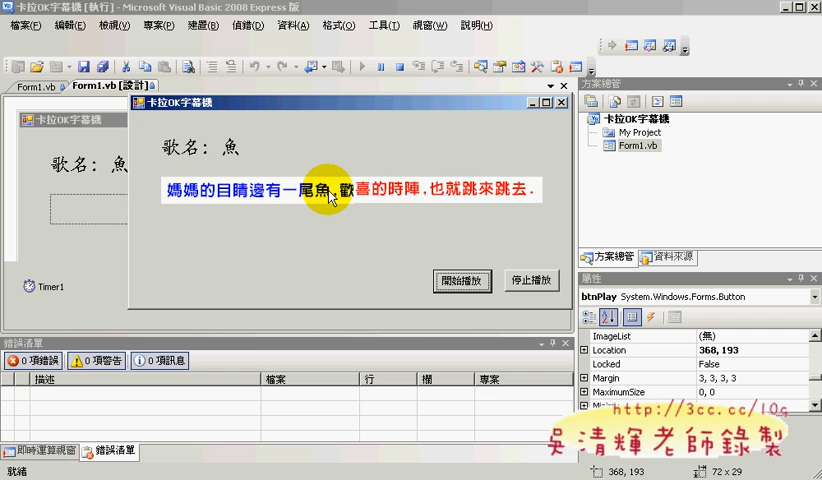 卡拉OK字幕機 [執行] - Microsoft Visual Basic 2008 Express 版
檔案(F) 編輯(E) 檢視(V) 專案(P) 建置(B) 偵錯(D) 資料(A) 格式(O) 工具(T) 視窗(W) 說明(H)
Form1.vb Form1.vb [設計]
卡拉OK字幕機
歌名: 魚
Timer1
卡拉OK字幕機
歌名: 魚
媽媽的目睛邊有一尾魚,歡喜的時陣,也就跳來跳去.
開始播放 停止播放
方案總管
卡拉OK字幕機
My Project
Form1.vb
方案總管 資料來源
屬性
btnPlay System.Windows.Forms.Button
ImageList (無)
Location 368, 193
Locked False
Margin 3, 3, 3, 3
MaximumSize 0, 0
錯誤清單
0 項錯誤 0 項警告 0 項訊息
描述 檔案 行 欄 專案
即時運算視窗 錯誤清單
http://3cc.cc/10g
吳清輝老師錄製
就緒 368, 193 72 x 29